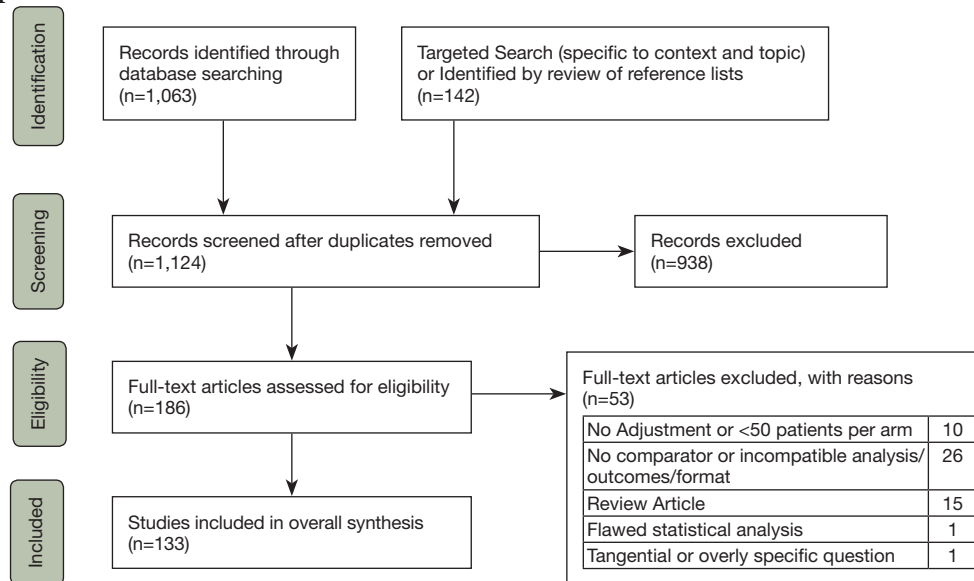 Identification
Records identified through
database searching
(n=1,063)
Targeted Search (specific to context and topic)
or Identified by review of reference lists
(n=142)
Screening
Records screened after duplicates removed
(n=1,124)
Records excluded
(n=938)
Eligibility
Full-text articles assessed for eligibility
(n=186)
Full-text articles excluded, with reasons
(n=53)
No Adjustment or <50 patients per arm 10
No comparator or incompatible analysis/ 26
outcomes/format
Review Article 15
Flawed statistical analysis 1
Tangential or overly specific question 1
Included
Studies included in overall synthesis
(n=133)